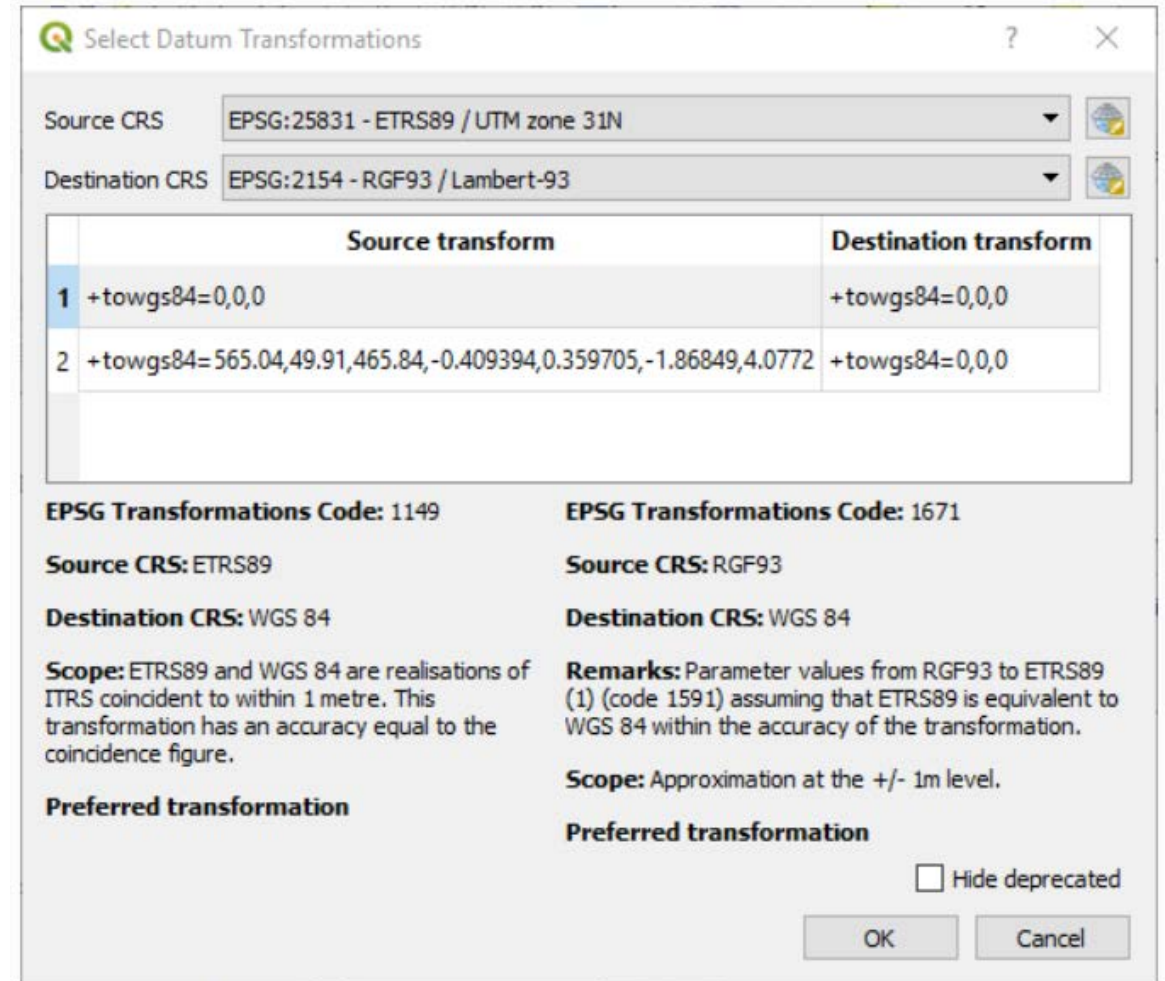 Select Datum Transformations
Source CRS EPSG:25831 - ETRS89 / UTM zone 31N
Destination CRS EPSG:2154 - RGF93 / Lambert-93
Source transform Destination transform
1 +towgs84=0,0,0 +towgs84=0,0,0
2 +towgs84=565.04,49.91,465.84,-0.409394,0.359705,-1.86849,4.0772 +towgs84=0,0,0
EPSG Transformations Code: 1149
Source CRS: ETRS89
Destination CRS: WGS 84
Scope: ETRS89 and WGS 84 are realisations of
ITRS coincident to within 1 metre. This
transformation has an accuracy equal to the
coincidence figure.
Preferred transformation
EPSG Transformations Code: 1671
Source CRS: RGF93
Destination CRS: WGS 84
Remarks: Parameter values from RGF93 to ETRS89
(1) (code 1591) assuming that ETRS89 is equivalent to
WGS 84 within the accuracy of the transformation.
Scope: Approximation at the +/- 1m level.
Preferred transformation
Hide deprecated
OK Cancel